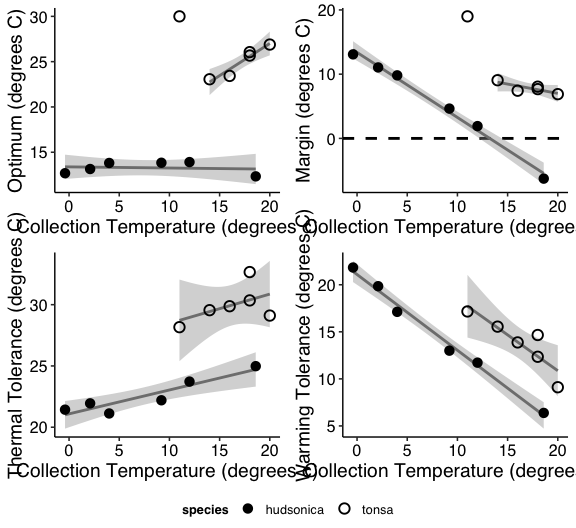 Optimum (degrees C)
30
25
20
15
0 5 10 15 20
Collection Temperature (degrees C)
Margin (degrees C)
20
10
0
0 5 10 15 20
Collection Temperature (degrees
Thermal Tolerance (degrees C)
30
25
20
0 5 10 15 20
Collection Temperature (degrees C)
Warming Tolerance (degrees C)
20
15
10
5
0 5 10 15 20
Collection Temperature (degrees
species hudsonica tonsa